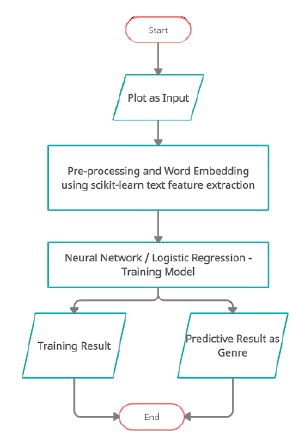 Start
Plot as Input
Pre-processing and Word Embedding
using scikit-learn text feature extraction
Neural Network / Logistic Regression -
Training Model
Training Result
Predictive Result as
Genre
End